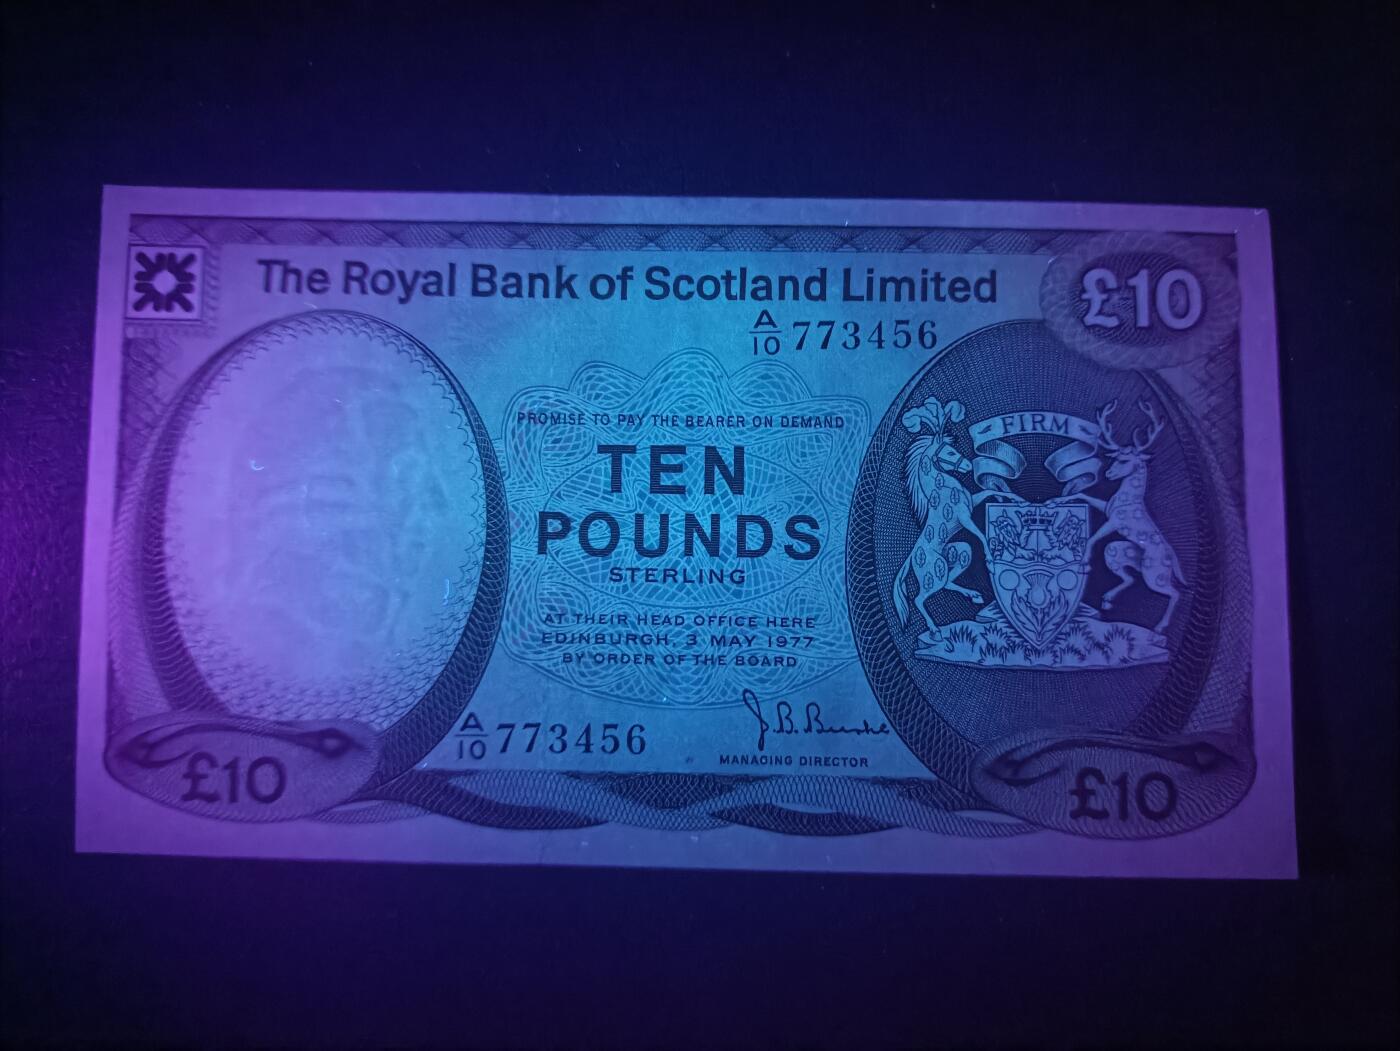 The Royal Bank of Scotland Limited
£10
A/10 773456
PROMISE TO PAY THE BEARER ON DEMAND
FIRM
TEN
POUNDS
STERLING
AT THEIR HEAD OFFICE HERE
EDINBURGH, 3 MAY 1977
BY ORDER OF THE BOARD
A/10 773456
J.B. Burke
MANAGING DIRECTOR
£10
£10